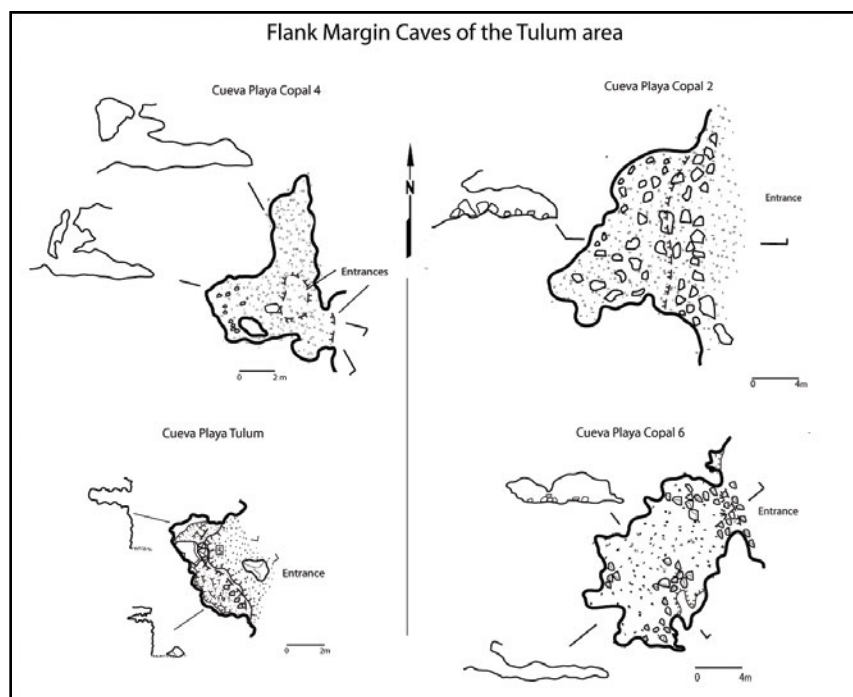 Flank Margin Caves of the Tulum area
Cueva Playa Copal 4
Entrances
0 2 m
N
Cueva Playa Copal 2
Entrance
0 4m
Cueva Playa Tulum
Entrance
0 2m
Cueva Playa Copal 6
Entrance
0 4m